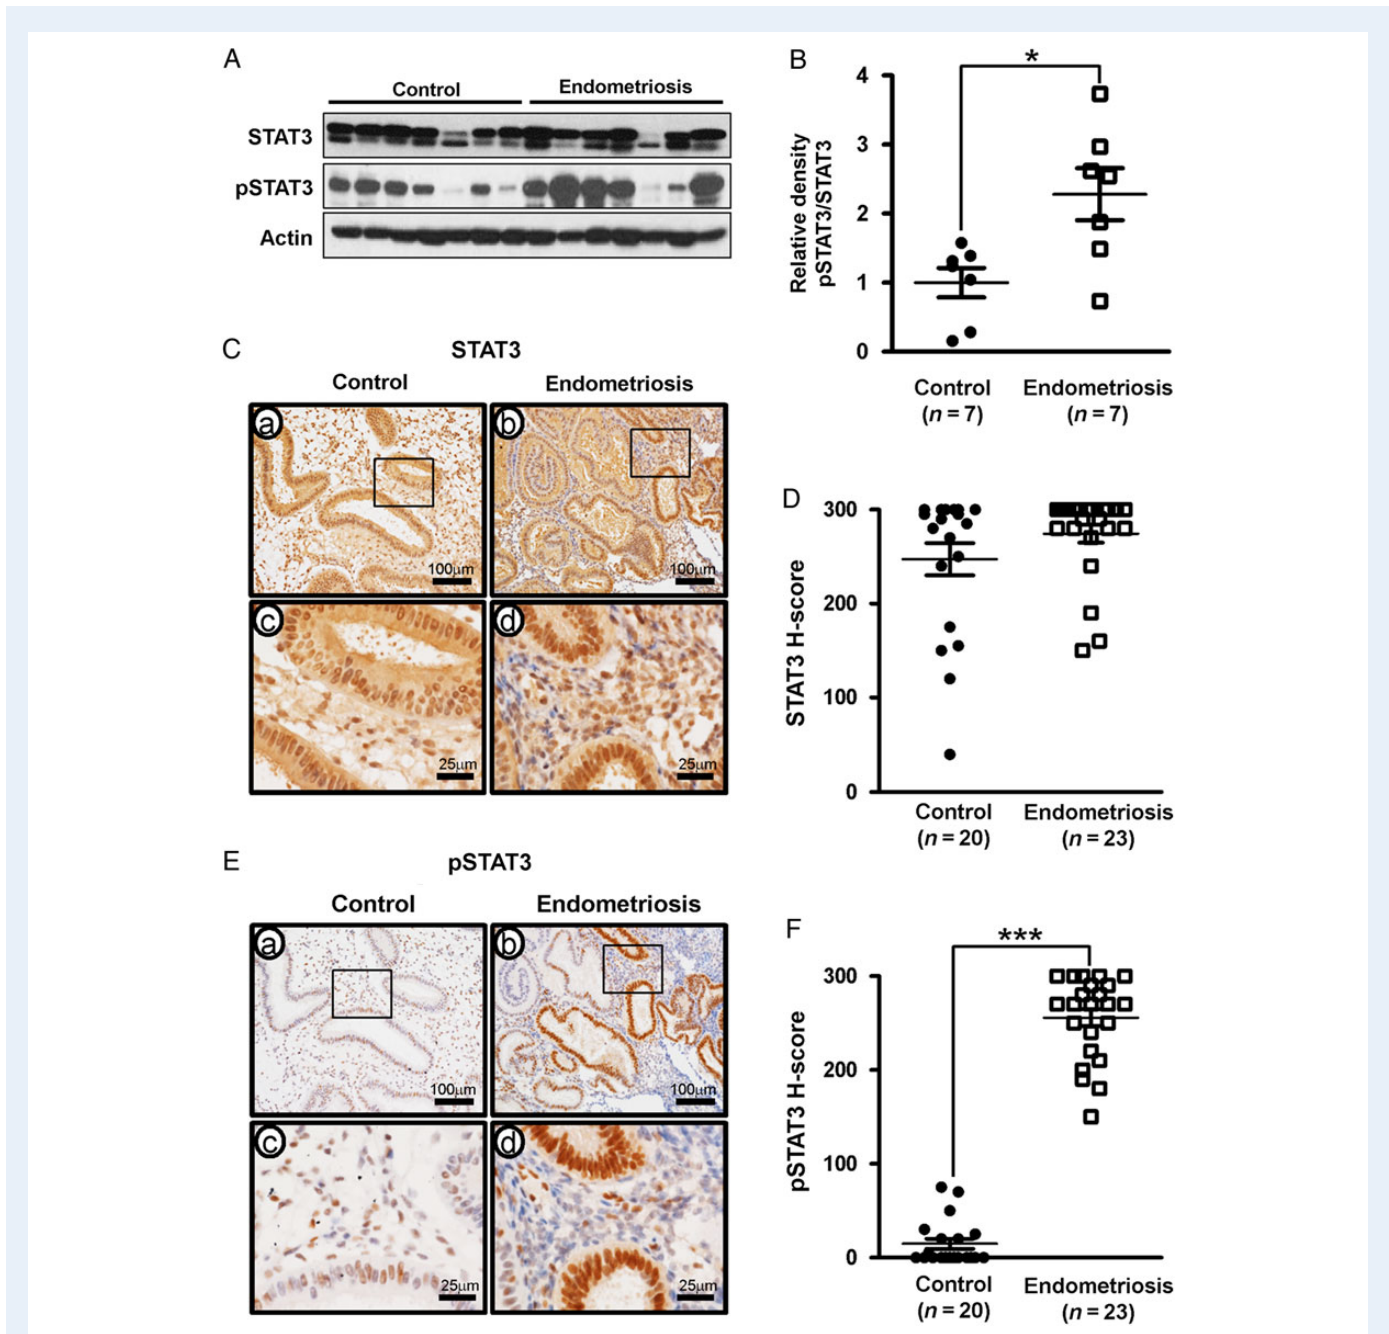 A
Control
Endometriosis
STAT3
pSTAT3
Actin
B
*
Relative density
pSTAT3/STAT3
4
3
2
1
0
Control
(n = 7)
Endometriosis
(n = 7)
C
STAT3
Control
Endometriosis
a
100µm
b
100µm
c
25µm
d
25µm
D
STAT3 H-score
300
200
100
0
Control
(n = 20)
Endometriosis
(n = 23)
E
pSTAT3
Control
Endometriosis
a
100µm
b
100µm
c
25µm
d
25µm
F
***
pSTAT3 H-score
300
200
100
0
Control
(n = 20)
Endometriosis
(n = 23)